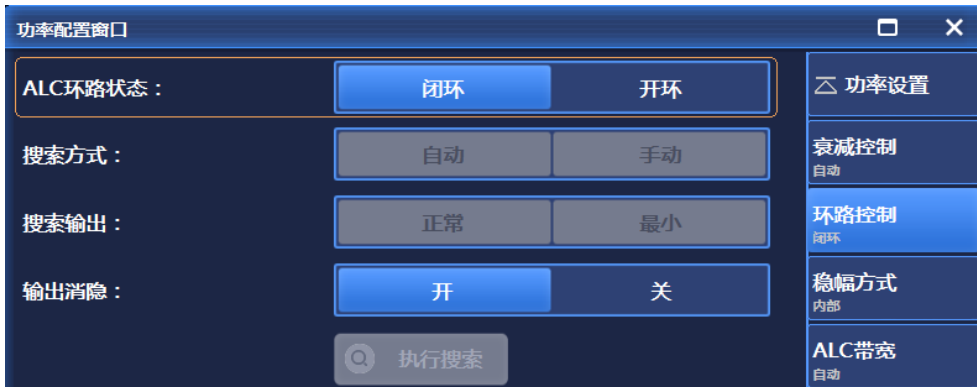 功率配置窗口
ALC环路状态： 闭环 开环
搜索方式： 自动 手动
搜索输出： 正常 最小
输出消隐： 开 关
执行搜索
功率设置
衰减控制
自动
环路控制
闭环
稳幅方式
内部
ALC带宽
自动